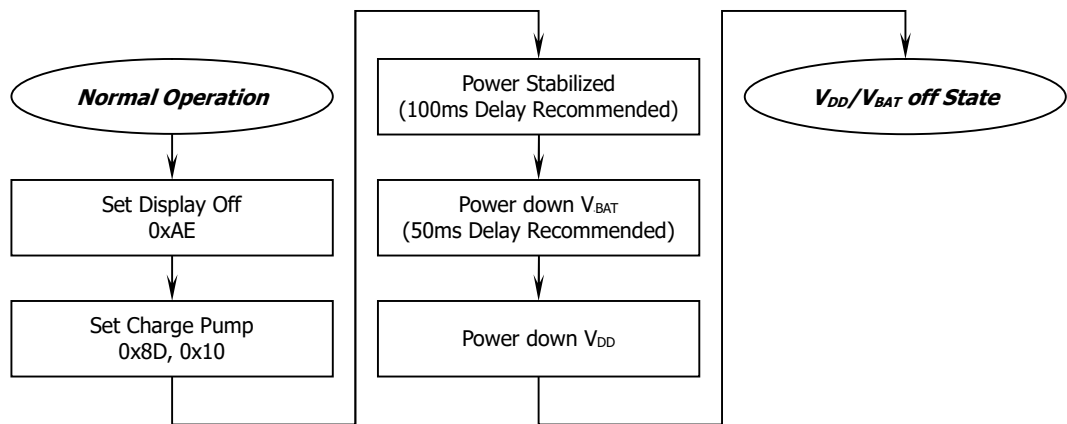 Normal Operation
Set Display Off
0xAE
Set Charge Pump
0x8D, 0x10
Power Stabilized
(100ms Delay Recommended)
Power down VBAT
(50ms Delay Recommended)
Power down VDD
VDD/VBAT off State